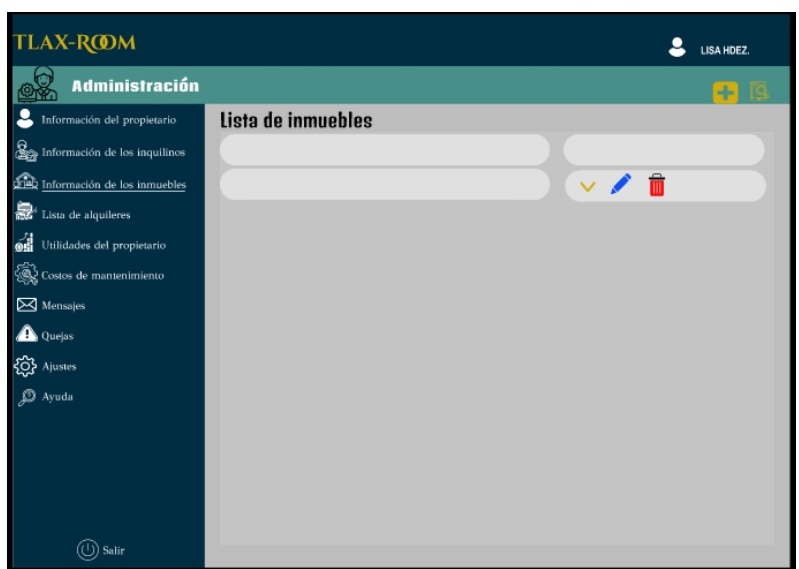 TLAX-ROOM
LISA HDEZ.
Administración
Información del propietario
Información de los inquilinos
Información de los inmuebles
Lista de alquileres
Utilidades del propietario
Costos de mantenimiento
Mensajes
Quejas
Ajustes
Ayuda
Salir
Lista de inmuebles